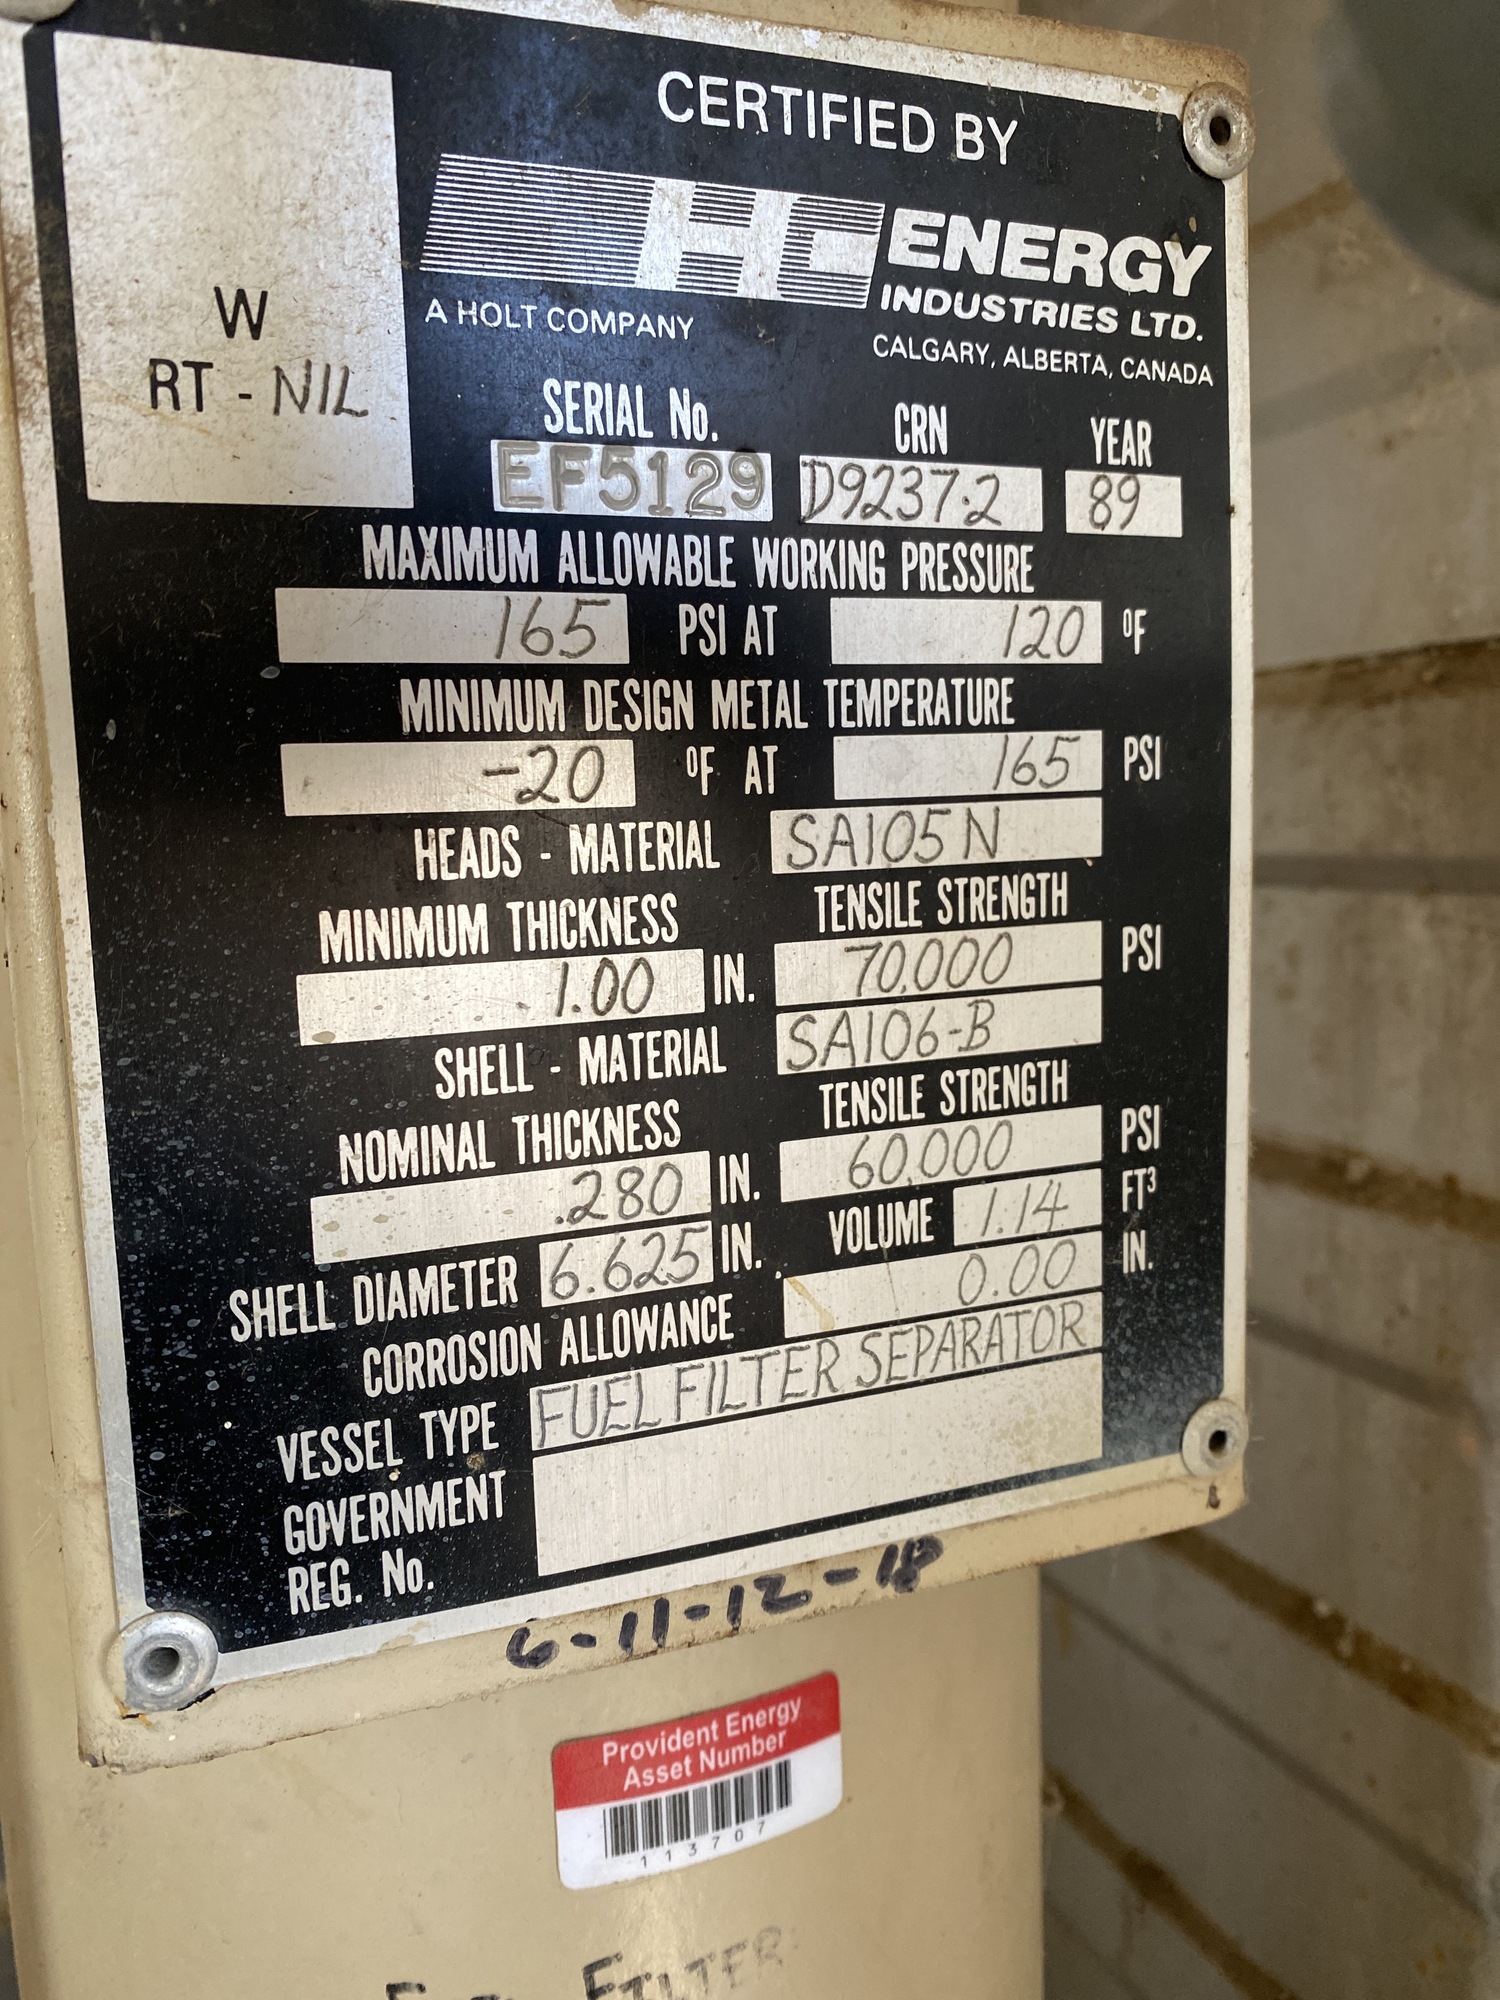 CERTIFIED BY
HC ENERGY
INDUSTRIES LTD.
A HOLT COMPANY
CALGARY, ALBERTA, CANADA
W
RT - NIL
SERIAL No. CRN YEAR
EF5129 D9237.2 89
MAXIMUM ALLOWABLE WORKING PRESSURE
165 PSI AT 120 °F
MINIMUM DESIGN METAL TEMPERATURE
-20 °F AT 165 PSI
HEADS - MATERIAL SA105N
MINIMUM THICKNESS TENSILE STRENGTH
1.00 IN. 70,000 PSI
SHELL - MATERIAL SA106-B
NOMINAL THICKNESS TENSILE STRENGTH
.280 IN. 60,000 PSI
SHELL DIAMETER 6.625 IN. VOLUME 1.14 FT³
CORROSION ALLOWANCE 0.00 IN.
VESSEL TYPE FUEL FILTER SEPARATOR
GOVERNMENT
REG. No.
6-11-12-18
Provident Energy
Asset Number
113707
FILTER